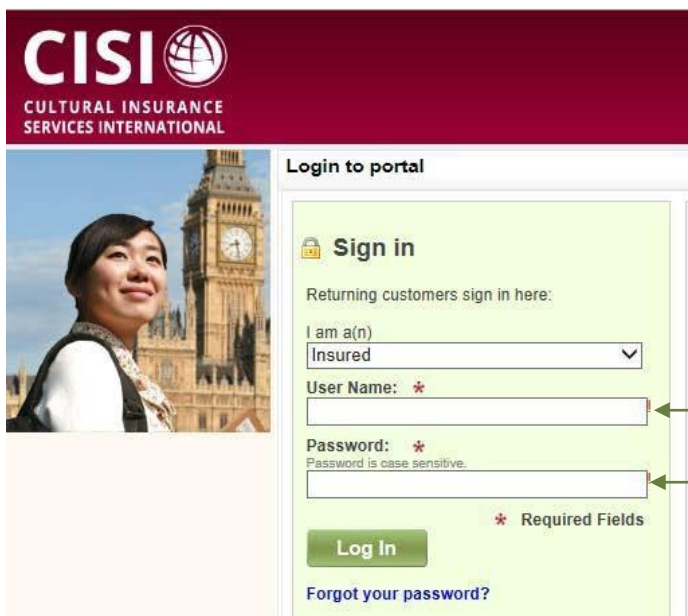 CISI
CULTURAL INSURANCE
SERVICES INTERNATIONAL
Login to portal
Sign in
Returning customers sign in here:
I am a(n)
Insured
User Name: *
Password: *
Password is case sensitive.
* Required Fields
Log In
Forgot your password?